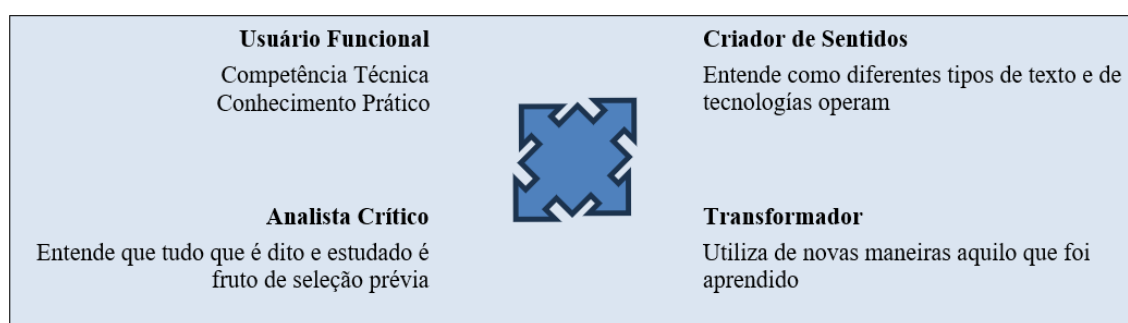 Usuário Funcional
Competência Técnica
Conhecimento Prático
Criador de Sentidos
Entende como diferentes tipos de texto e de
tecnologías operam
Analista Crítico
Entende que tudo que é dito e estudado é
fruto de seleção prévia
Transformador
Utiliza de novas maneiras aquilo que foi
aprendido